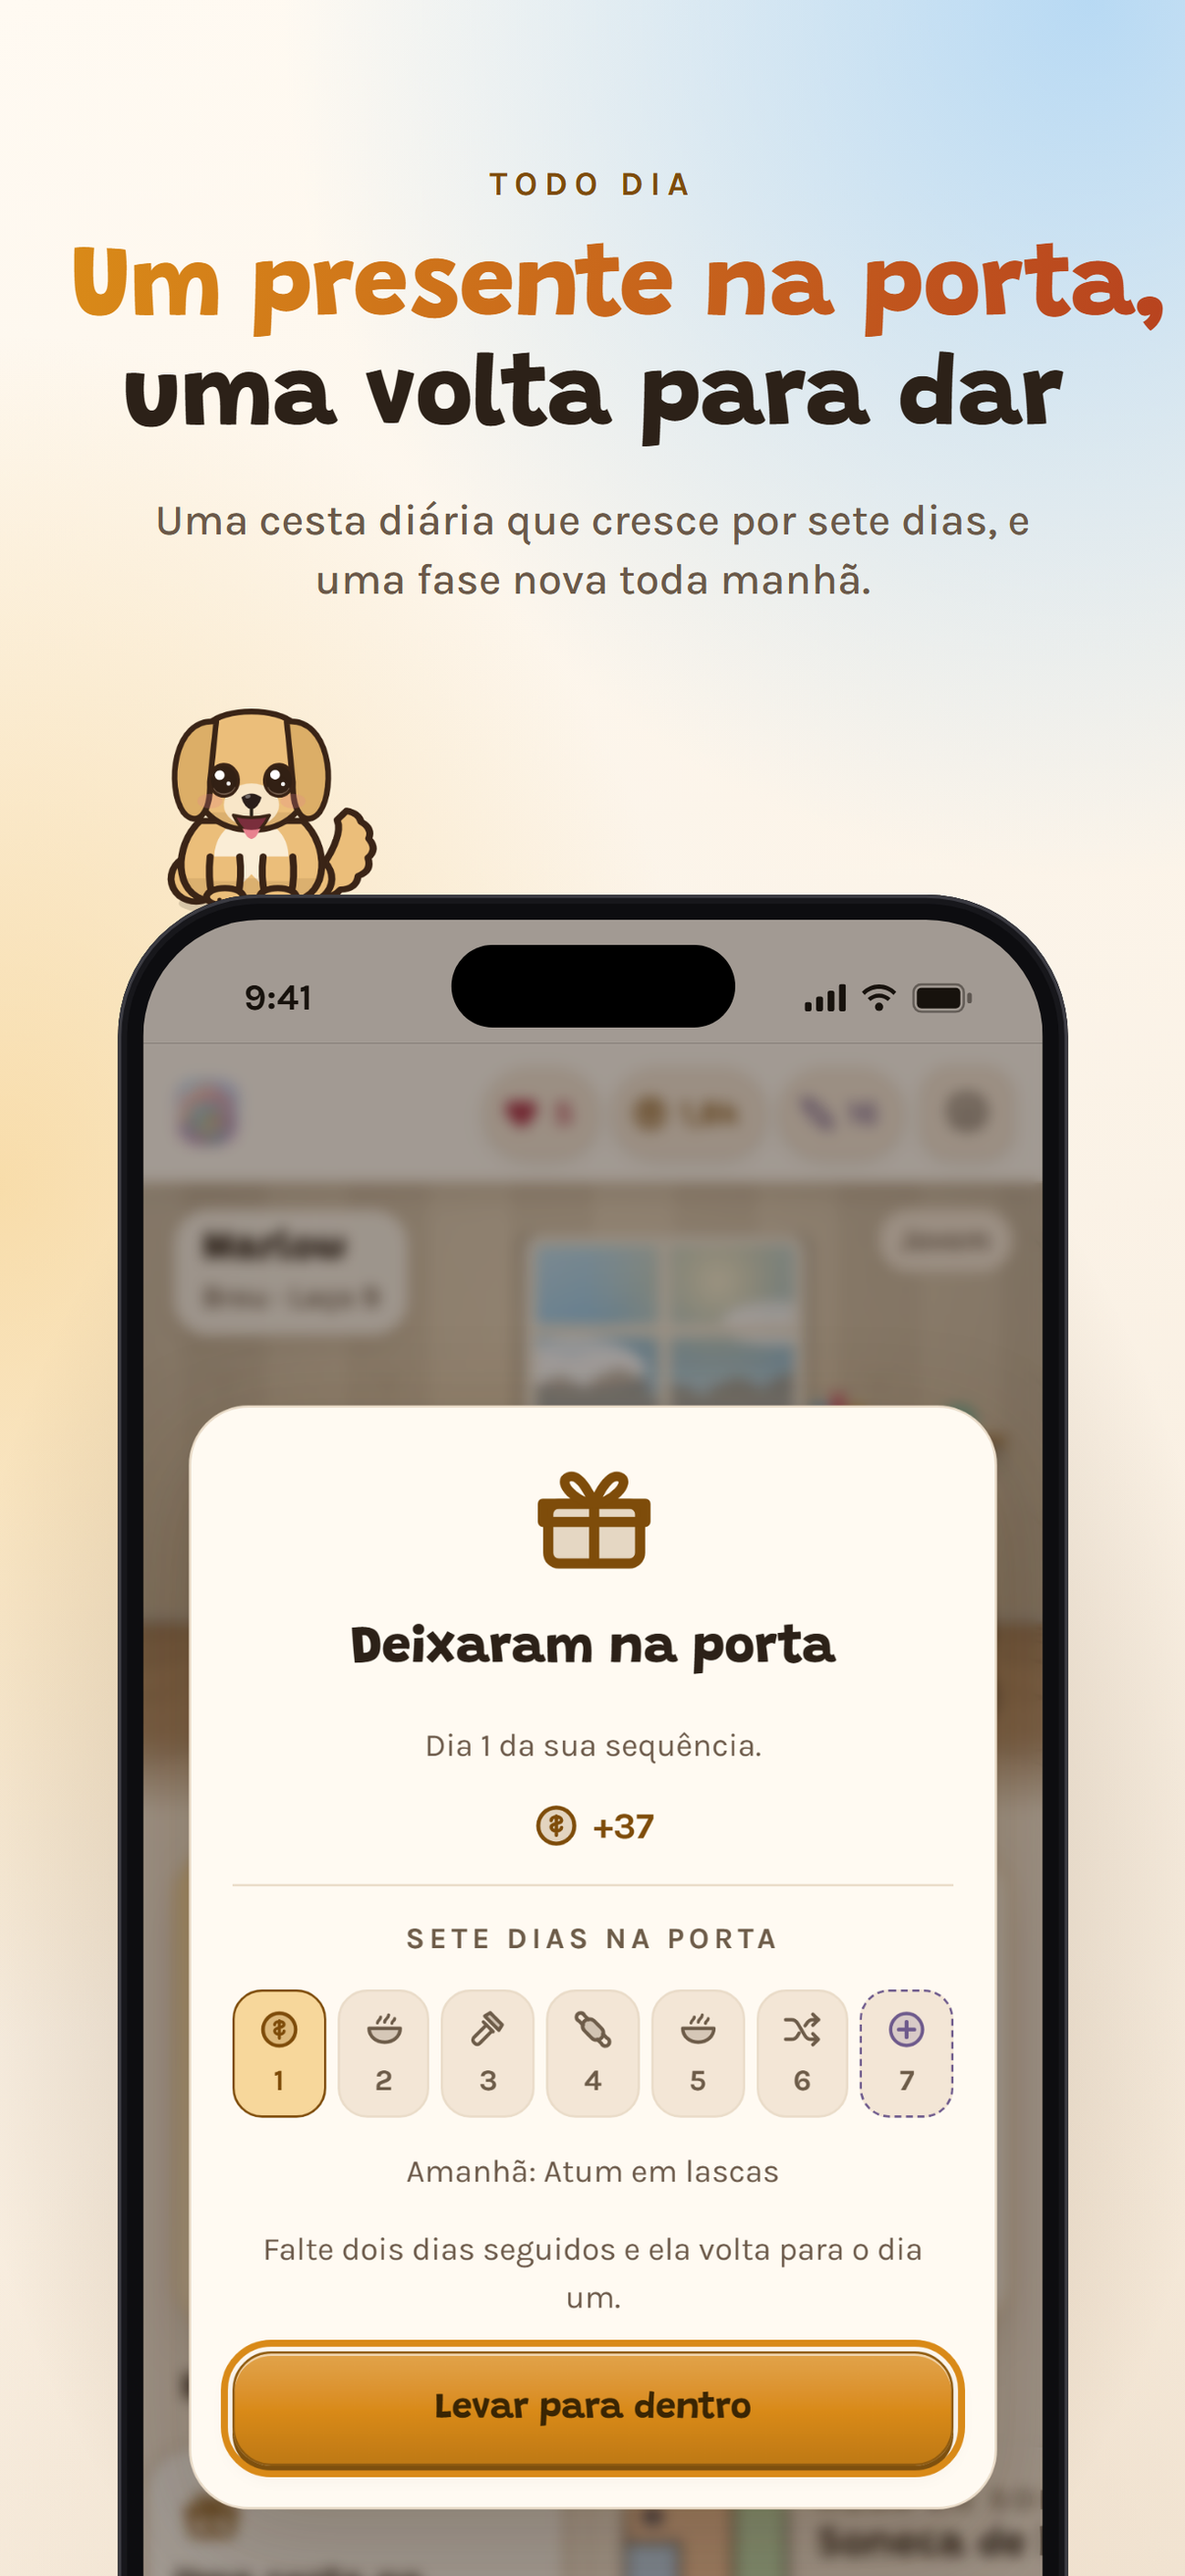 TODO DIA
Um presente na porta,
uma volta para dar
Uma cesta diária que cresce por sete dias, e
uma fase nova toda manhã.
9:41
Marlow
Deixaram na porta
Dia 1 da sua sequência.
+37
SETE DIAS NA PORTA
1 2 3 4 5 6 7
Amanhã: Atum em lascas
Falte dois dias seguidos e ela volta para o dia
um.
Levar para dentro
Soneca de